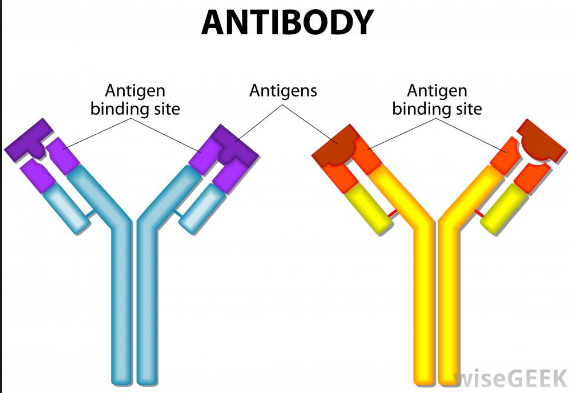 ANTIBODY
Antigen
binding site
Antigens
Antigen
binding site
wiseGEEK